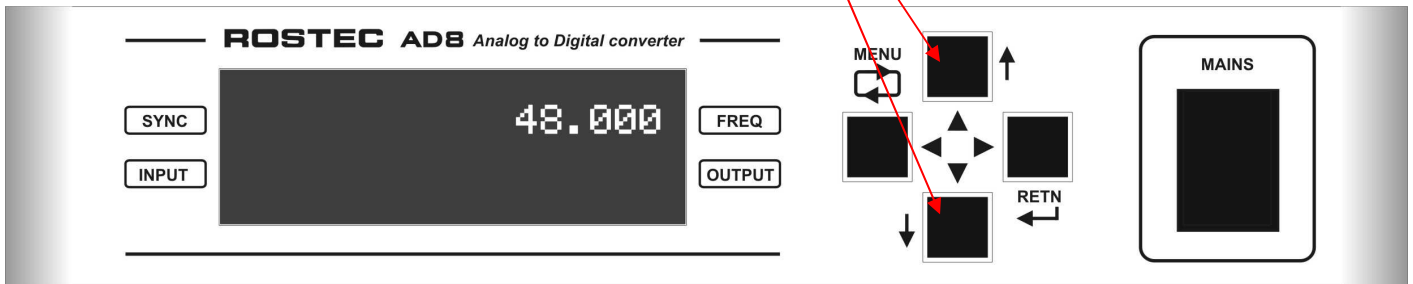 ROSTEC AD8 Analog to Digital converter
SYNC
48.000
FREQ
INPUT
OUTPUT
MENU
RETN
MAINS